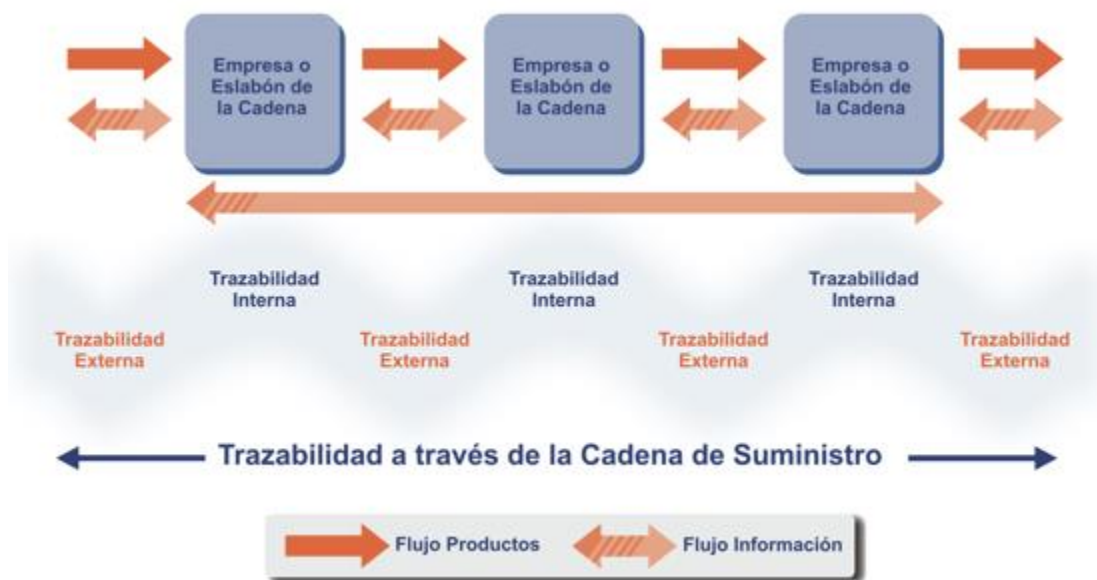 Empresa o
Eslabón de
la Cadena
Empresa o
Eslabón de
la Cadena
Empresa o
Eslabón de
la Cadena
Trazabilidad
Interna
Trazabilidad
Interna
Trazabilidad
Interna
Trazabilidad
Externa
Trazabilidad
Externa
Trazabilidad
Externa
Trazabilidad
Externa
Trazabilidad a través de la Cadena de Suministro
Flujo Productos
Flujo Información